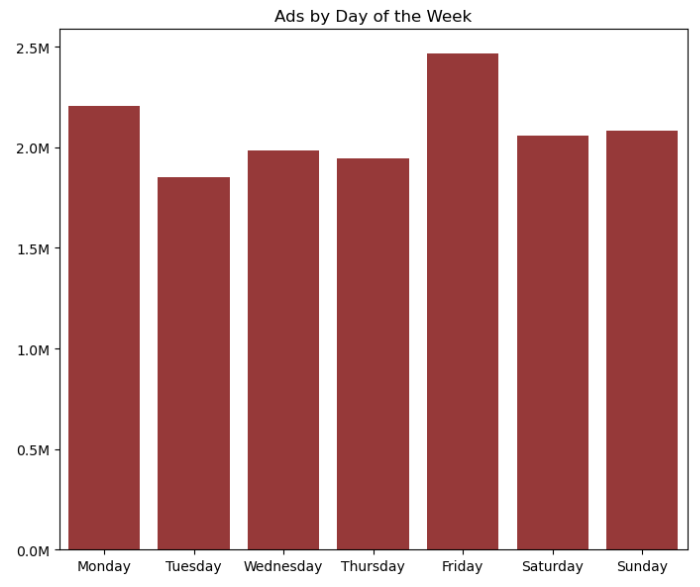 Ads by Day of the Week
2.5M
2.0M
1.5M
1.0M
0.5M
0.0M
Monday Tuesday Wednesday Thursday Friday Saturday Sunday